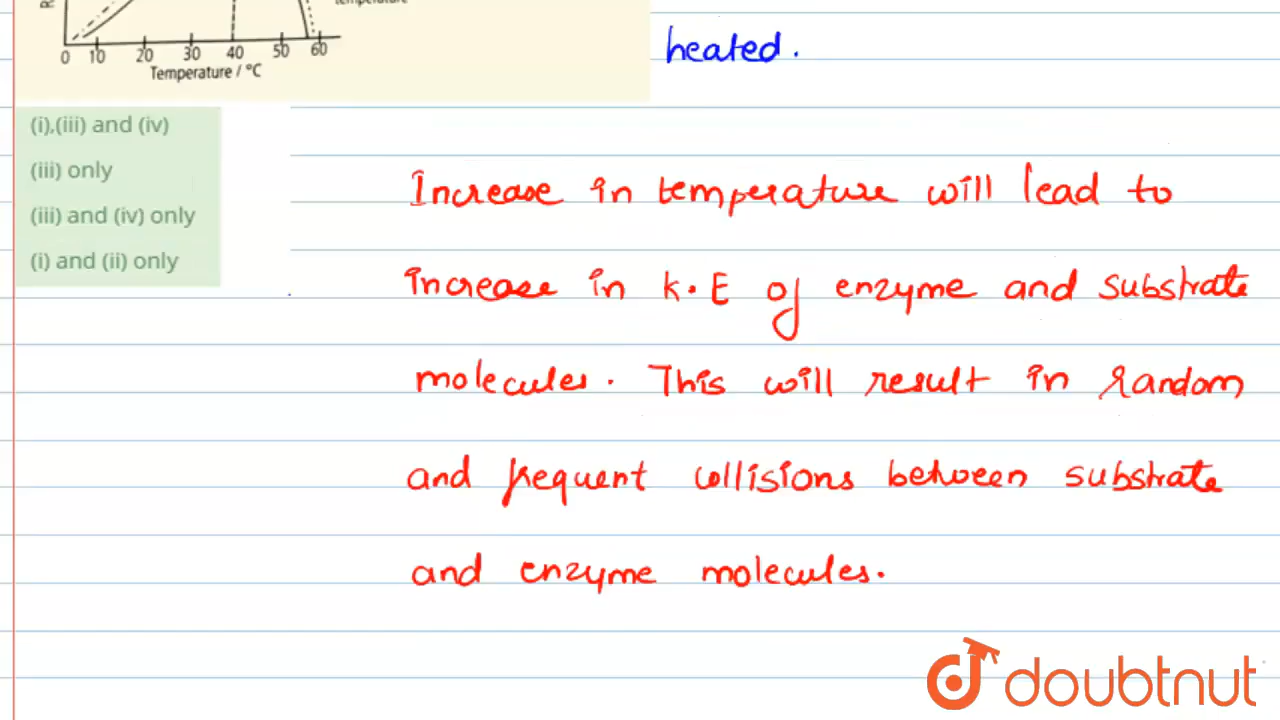 R
temperature
0 10 20 30 40 50 60
Temperature / °C
heated.
(i),(iii) and (iv)
(iii) only
(iii) and (iv) only
(i) and (ii) only
Increase in temperature will lead to
increase in K.E of enzyme and substrate
molecules. This will result in random
and frequent collisions between substrate
and enzyme molecules.
doubtnut